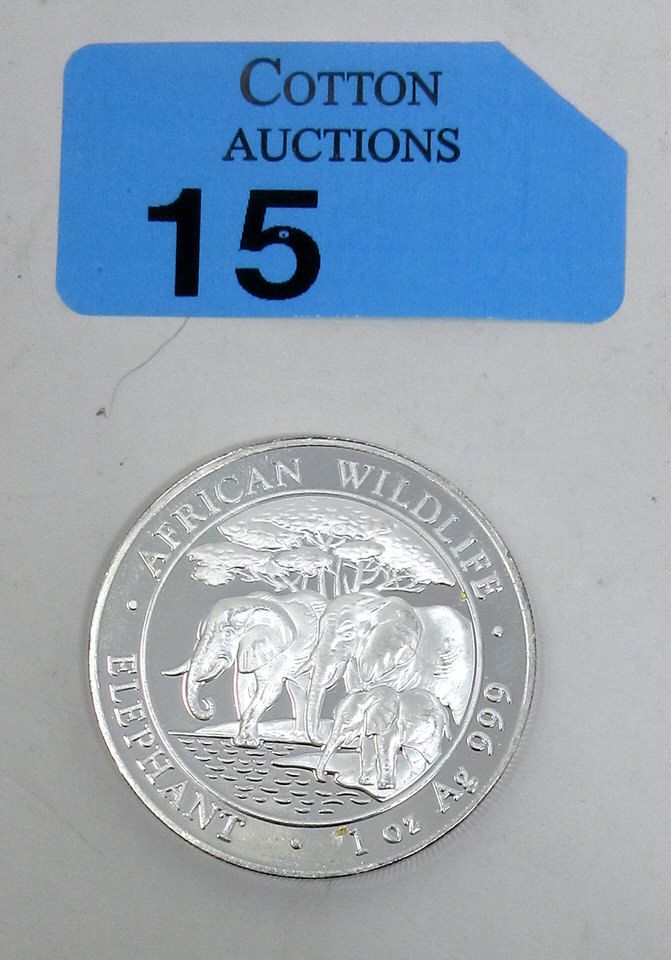 COTTON
AUCTIONS
15
AFRICAN WILDLIFE
ELEPHANT · 1 oz Ag 999